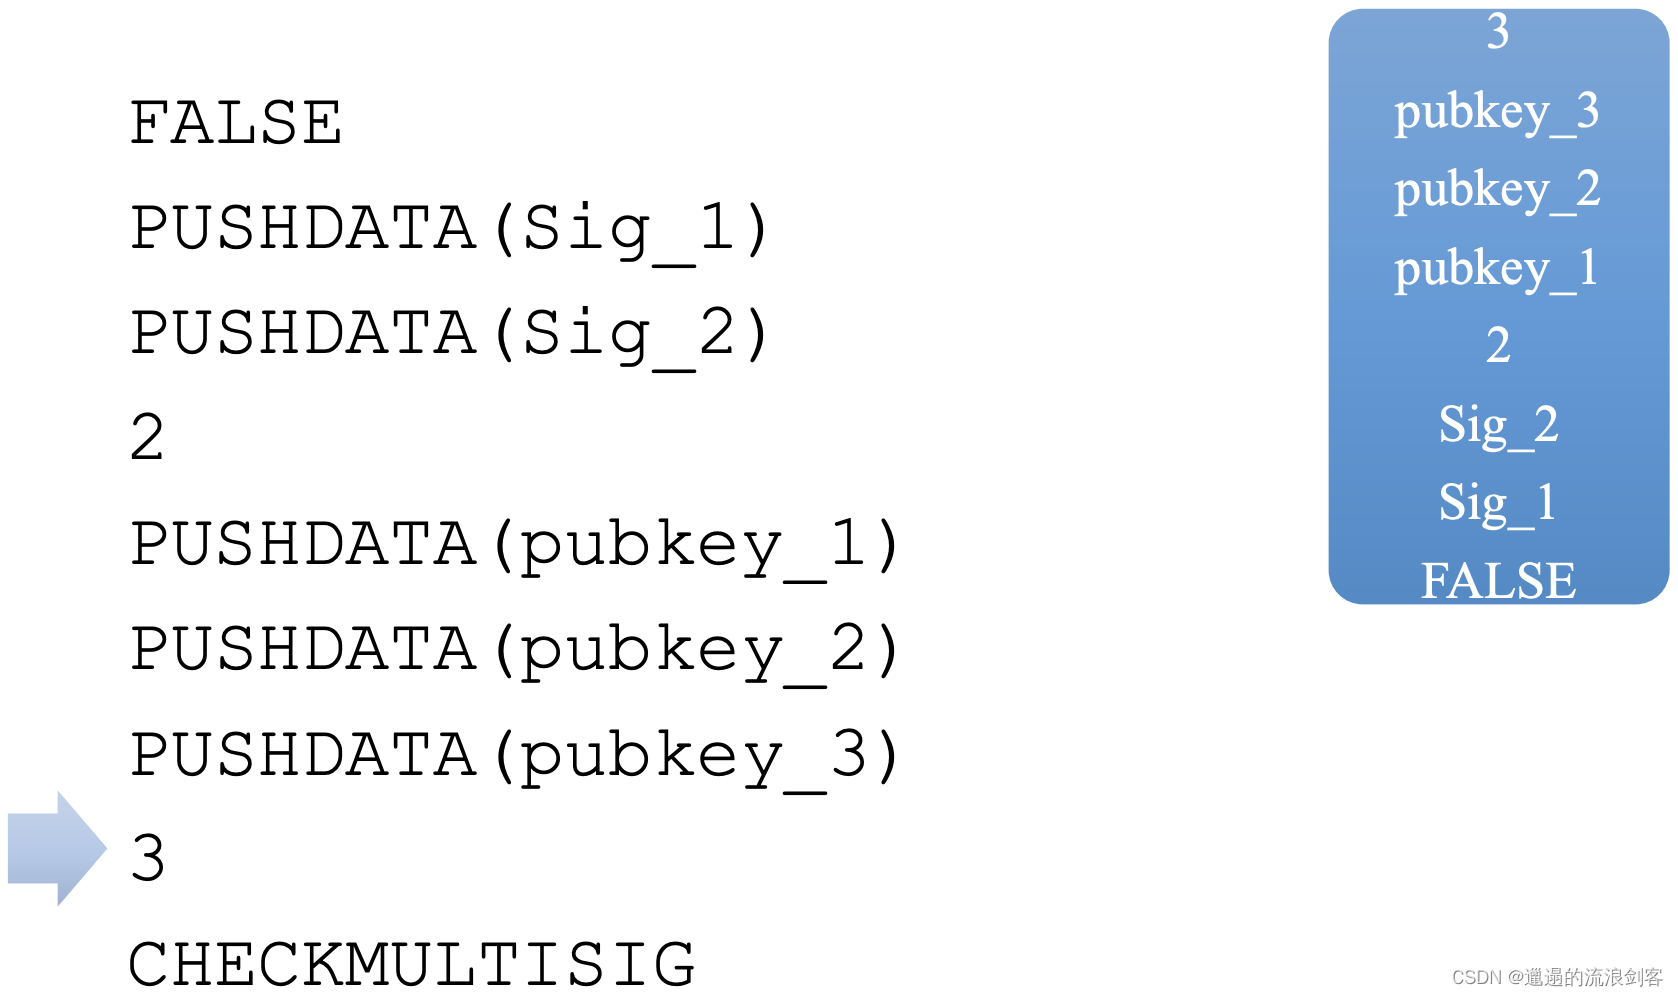 FALSE
PUSHDATA(Sig_1)
PUSHDATA(Sig_2)
2
PUSHDATA(pubkey_1)
PUSHDATA(pubkey_2)
PUSHDATA(pubkey_3)
3
CHECKMULTISIG
3
pubkey_3
pubkey_2
pubkey_1
2
Sig_2
Sig_1
FALSE
CSDN @邋遢的流浪剑客